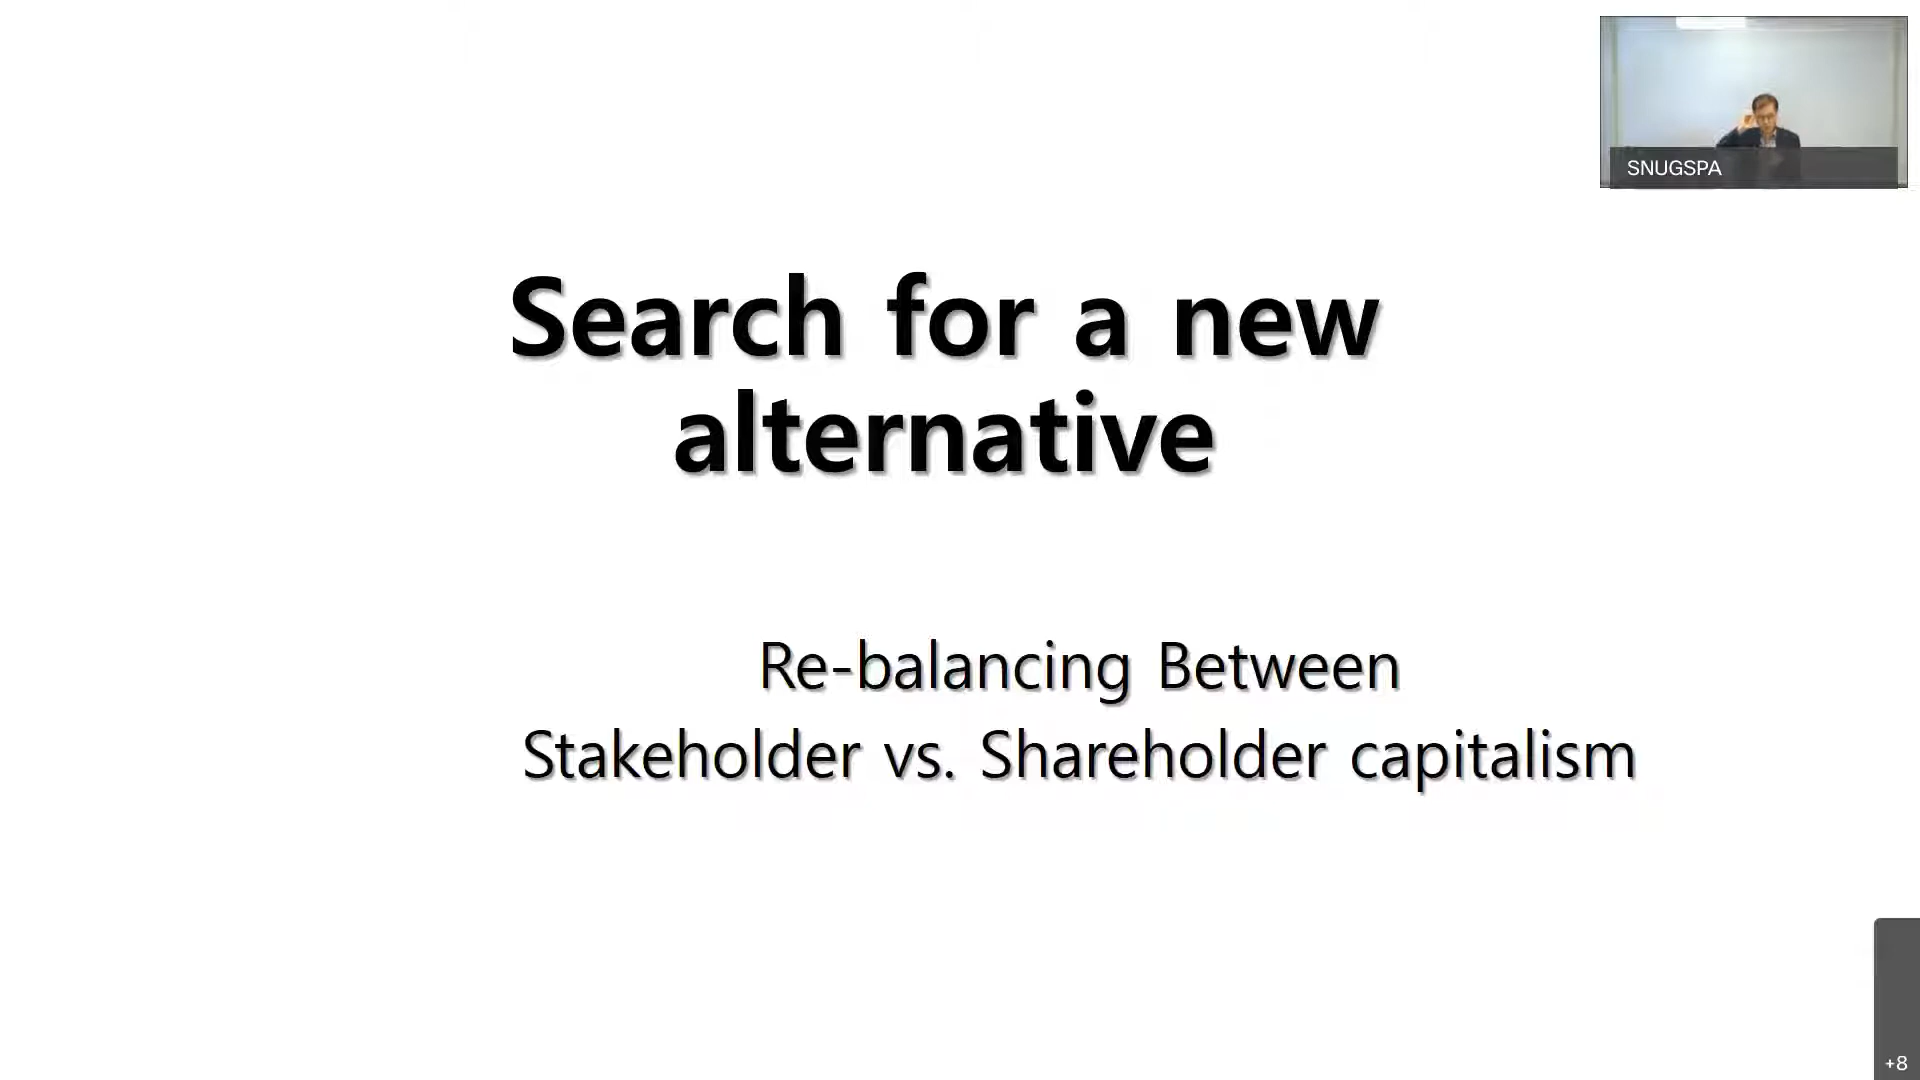 SNUGSPA
Search for a new
alternative
Re-balancing Between
Stakeholder vs. Shareholder capitalism
+8